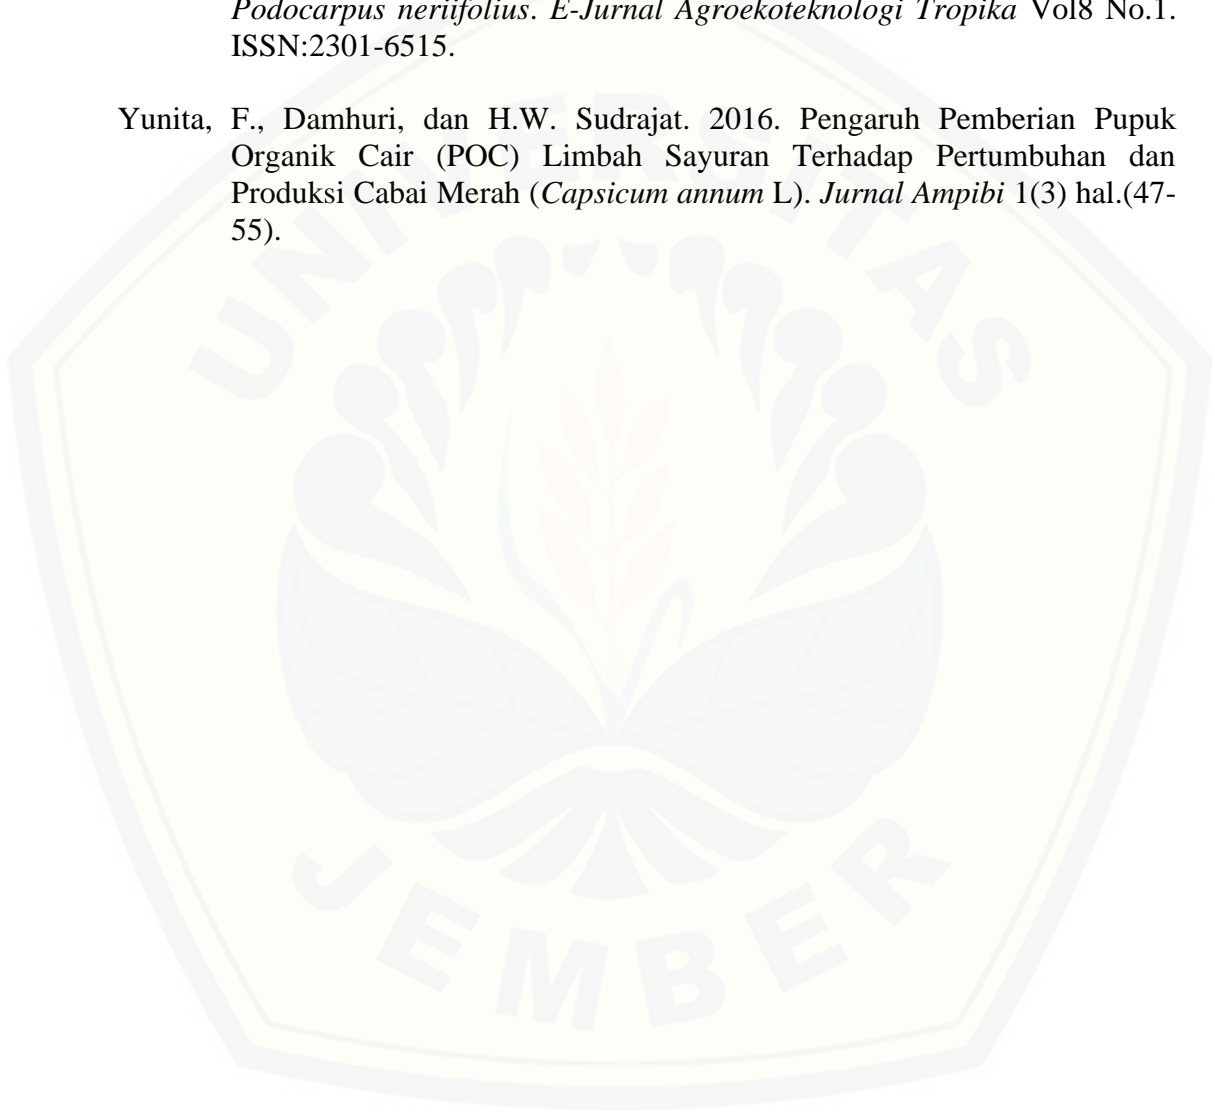 Podocarpus neriifolius. E-Jurnal Agroekoteknologi Tropika Vol8 No.1.
ISSN:2301-6515.
Yunita, F., Damhuri, dan H.W. Sudrajat. 2016. Pengaruh Pemberian Pupuk
Organik Cair (POC) Limbah Sayuran Terhadap Pertumbuhan dan
Produksi Cabai Merah (Capsicum annum L). Jurnal Ampibi 1(3) hal.(47-
55).
UNIVERSITAS
JEMBER